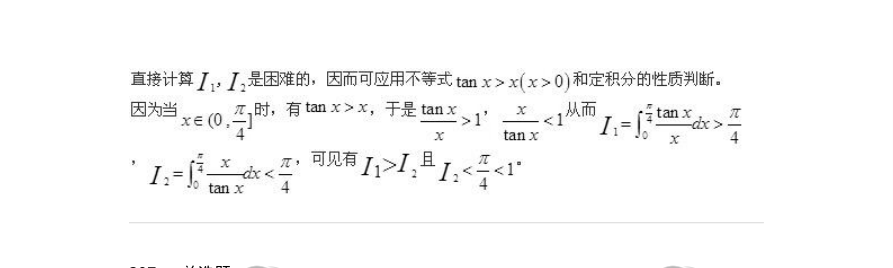 直接计算I₁, I₂是困难的，因而可应用不等式tan x > x(x > 0)和定积分的性质判断。
因为当x∈(0,π/4]时，有tan x > x，于是tan x/x > 1，x/tan x < 1从而I₁=∫₀^(π/4) tan x/x dx > π/4
，I₂=∫₀^(π/4) x/tan x dx < π/4，可见有I₁>I₂且I₂<π/4<1。